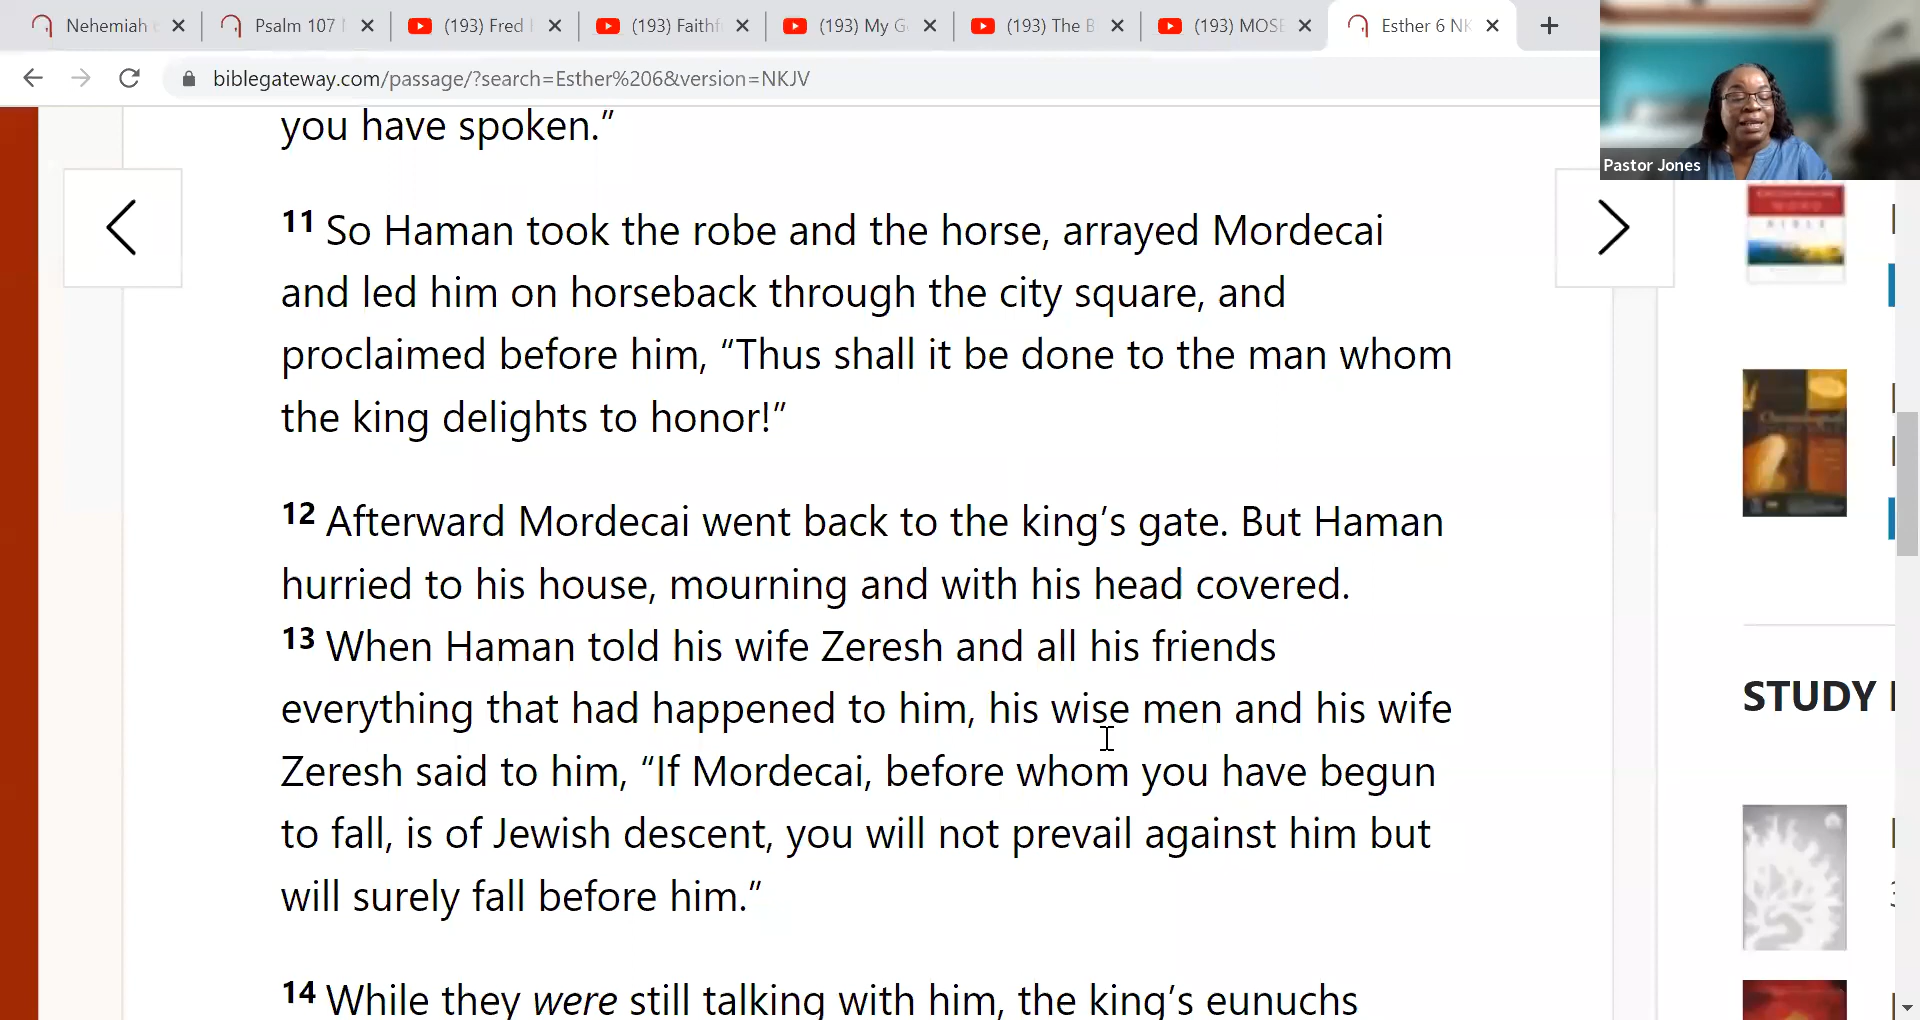 Nehemiah
Psalm 107
(193) Fred
(193) Faithf
(193) My G
(193) The B
(193) MOSE
Esther 6 NK
biblegateway.com/passage/?search=Esther%206&version=NKJV
Pastor Jones
you have spoken.”
11 So Haman took the robe and the horse, arrayed Mordecai
and led him on horseback through the city square, and
proclaimed before him, “Thus shall it be done to the man whom
the king delights to honor!”
12 Afterward Mordecai went back to the king’s gate. But Haman
hurried to his house, mourning and with his head covered.
13 When Haman told his wife Zeresh and all his friends
everything that had happened to him, his wise men and his wife
Zeresh said to him, “If Mordecai, before whom you have begun
to fall, is of Jewish descent, you will not prevail against him but
will surely fall before him.”
14 While they were still talking with him, the king’s eunuchs
BIBLE
STUDY